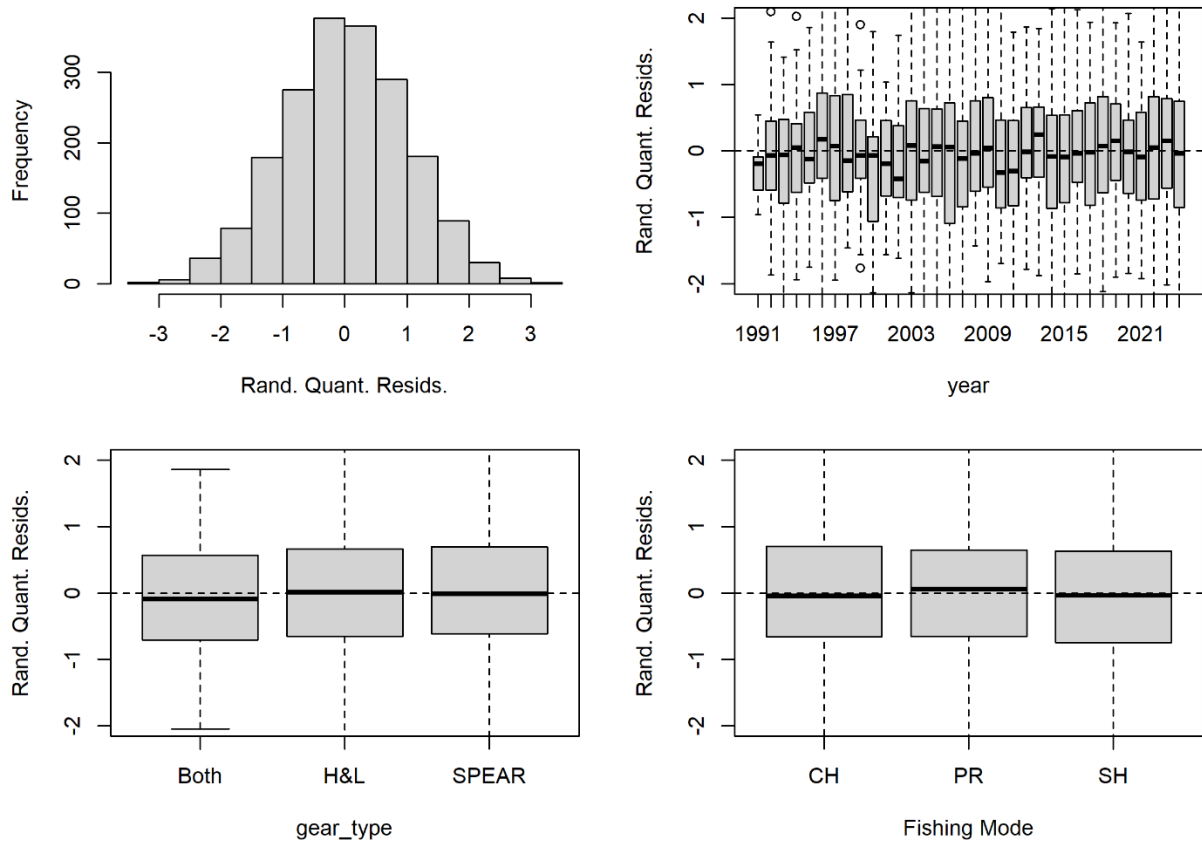 Frequency
300
200
100
0
-3 -2 -1 0 1 2 3
Rand. Quant. Resids.
Rand. Quant. Resids.
2
1
0
-1
-2
1991 1997 2003 2009 2015 2021
year
Rand. Quant. Resids.
2
1
0
-1
-2
Both H&L SPEAR
gear_type
Rand. Quant. Resids.
2
1
0
-1
-2
CH PR SH
Fishing Mode